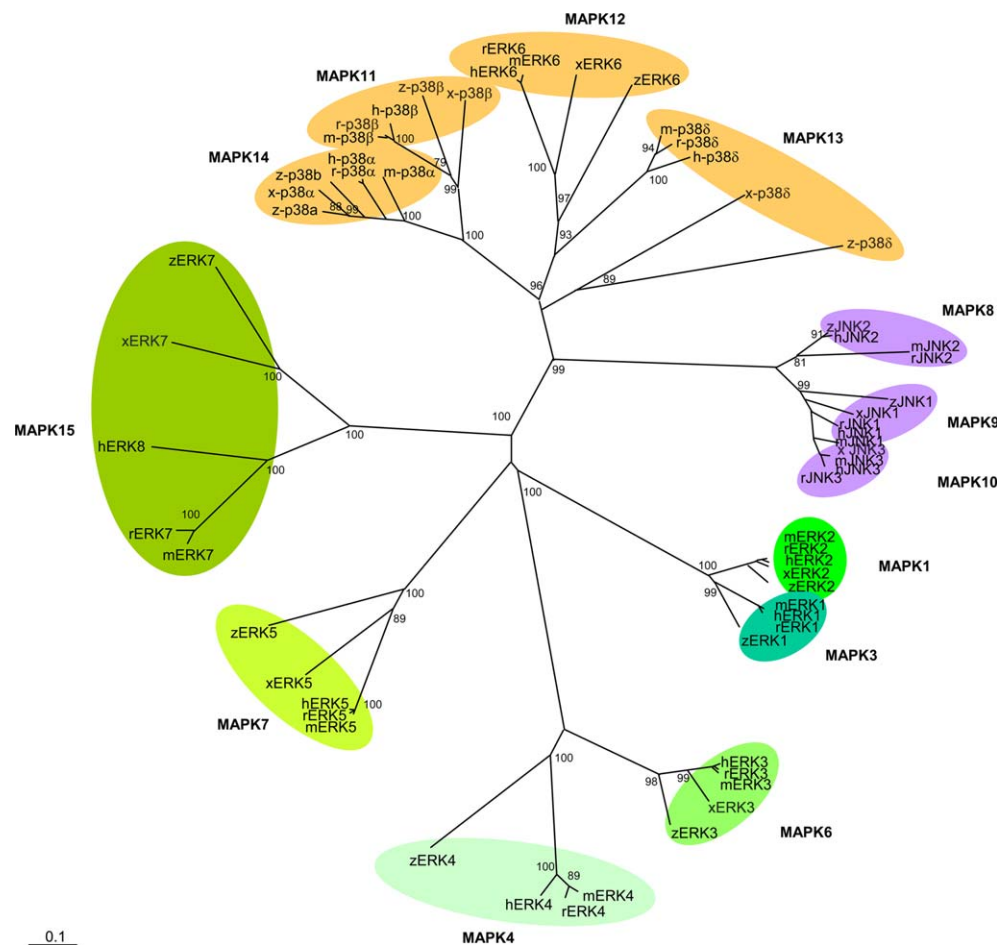 MAPK12
rERK6
mERK6
hERK6
xERK6
zERK6
MAPK11
z-p38β
x-p38β
h-p38β
r-p38β
m-p38β
100
79
99
MAPK14
h-p38α
z-p38b
r-p38α
m-p38α
x-p38α
z-p38a
88
99
100
100
100
97
93
96
MAPK13
m-p38δ
94
r-p38δ
h-p38δ
100
x-p38δ
z-p38δ
89
MAPK8
zJNK2
91
hJNK2
mJNK2
rJNK2
81
99
zJNK1
xJNK1
rJNK1
hJNK1
mJNK1
MAPK9
x JNK3
mJNK3
hJNK3
rJNK3
MAPK10
99
100
zERK7
xERK7
100
MAPK15
hERK8
100
100
100
rERK7
mERK7
100
mERK2
rERK2
hERK2
xERK2
zERK2
MAPK1
100
99
mERK1
hERK1
rERK1
zERK1
MAPK3
100
89
zERK5
xERK5
hERK5
rERK5
mERK5
100
MAPK7
100
98
99
hERK3
rERK3
mERK3
xERK3
zERK3
MAPK6
zERK4
100
89
hERK4
mERK4
rERK4
MAPK4
0.1